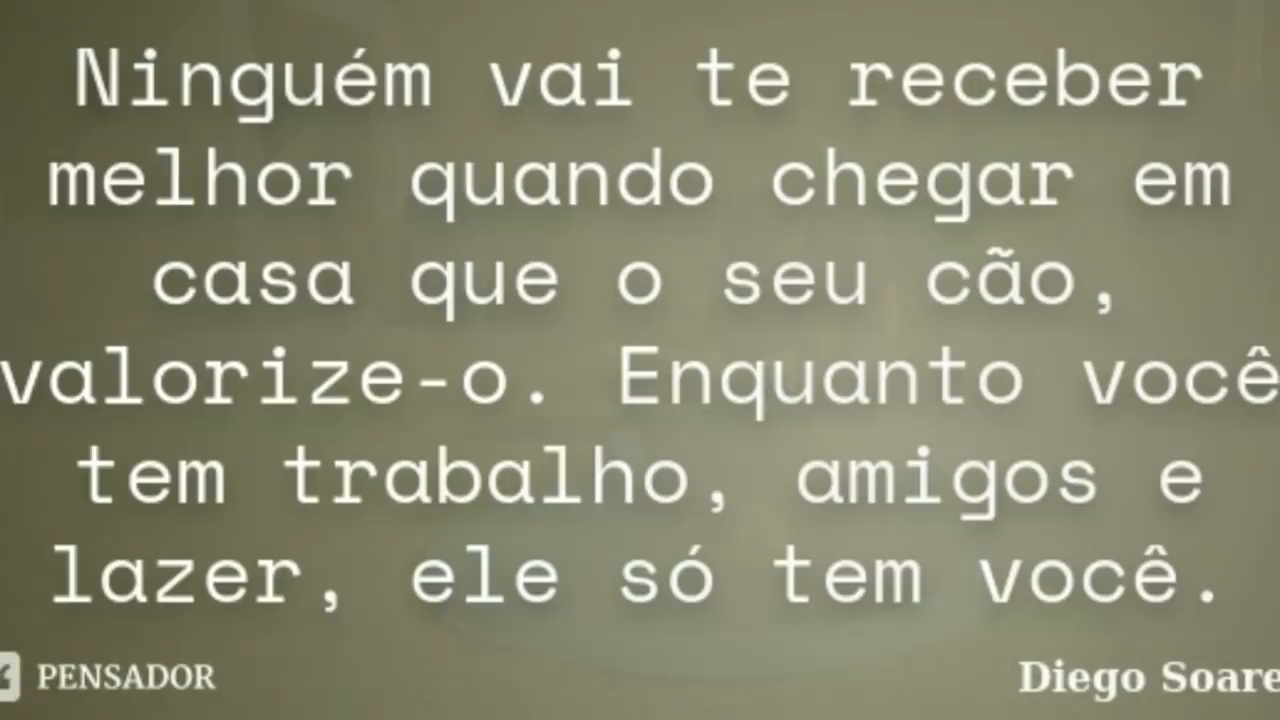 Ninguém vai te receber
melhor quando chegar em
casa que o seu cão,
valorize-o. Enquanto você
tem trabalho, amigos e
lazer, ele só tem você.
PENSADOR
Diego Soare